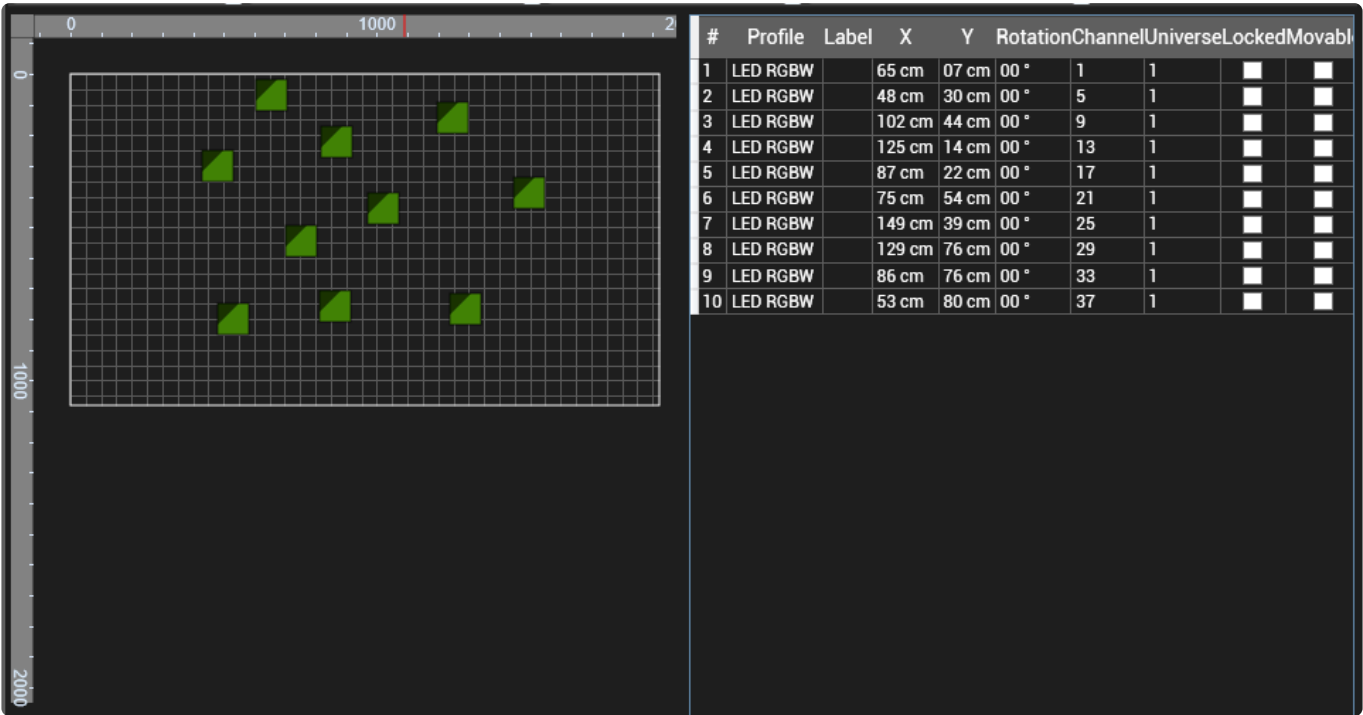 0 1000 2
0
1000
2000
# Profile Label X Y Rotation Channel Universe Locked Movabl
1 LED RGBW 65 cm 07 cm 00 ° 1 1
2 LED RGBW 48 cm 30 cm 00 ° 5 1
3 LED RGBW 102 cm 44 cm 00 ° 9 1
4 LED RGBW 125 cm 14 cm 00 ° 13 1
5 LED RGBW 87 cm 22 cm 00 ° 17 1
6 LED RGBW 75 cm 54 cm 00 ° 21 1
7 LED RGBW 149 cm 39 cm 00 ° 25 1
8 LED RGBW 129 cm 76 cm 00 ° 29 1
9 LED RGBW 86 cm 76 cm 00 ° 33 1
10 LED RGBW 53 cm 80 cm 00 ° 37 1